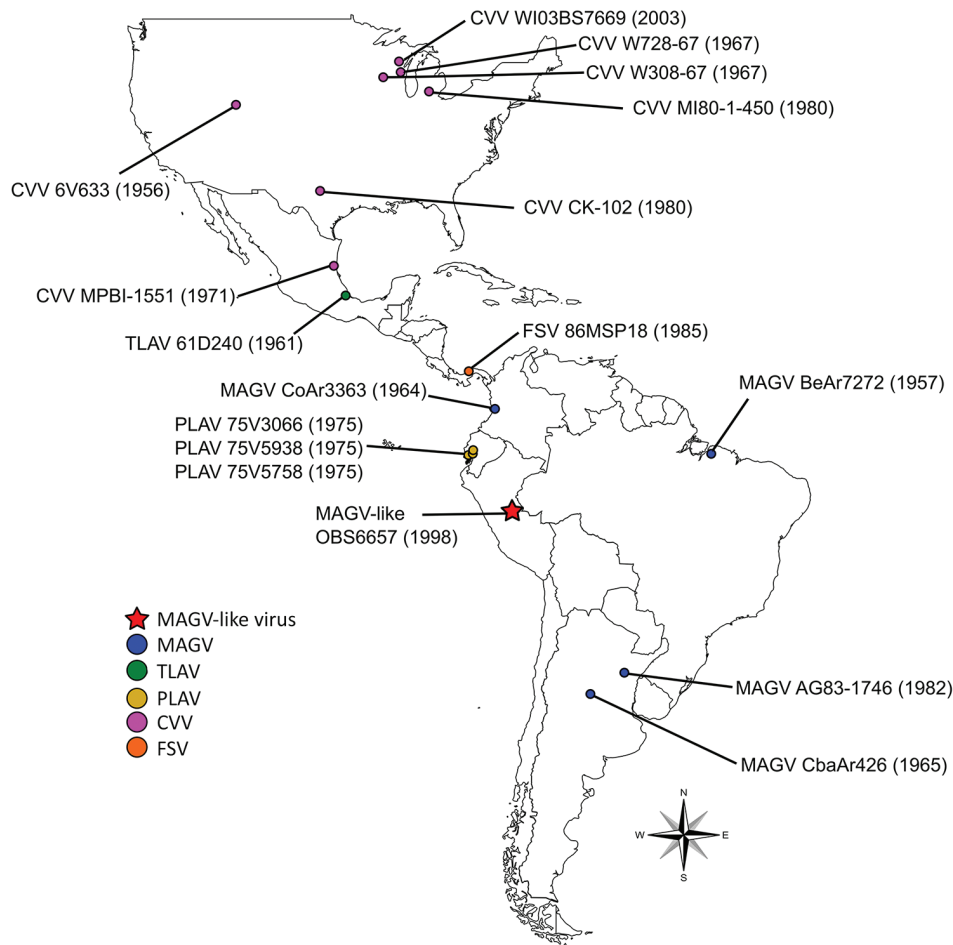 CVV WI03BS7669 (2003)
CVV W728-67 (1967)
CVV W308-67 (1967)
CVV MI80-1-450 (1980)
CVV 6V633 (1956)
CVV CK-102 (1980)
CVV MPBI-1551 (1971)
TLAV 61D240 (1961)
FSV 86MSP18 (1985)
MAGV CoAr3363 (1964)
MAGV BeAr7272 (1957)
PLAV 75V3066 (1975)
PLAV 75V5938 (1975)
PLAV 75V5758 (1975)
MAGV-like
OBS6657 (1998)
MAGV-like virus
MAGV
TLAV
PLAV
CVV
FSV
MAGV AG83-1746 (1982)
MAGV CbaAr426 (1965)
N
W
E
S